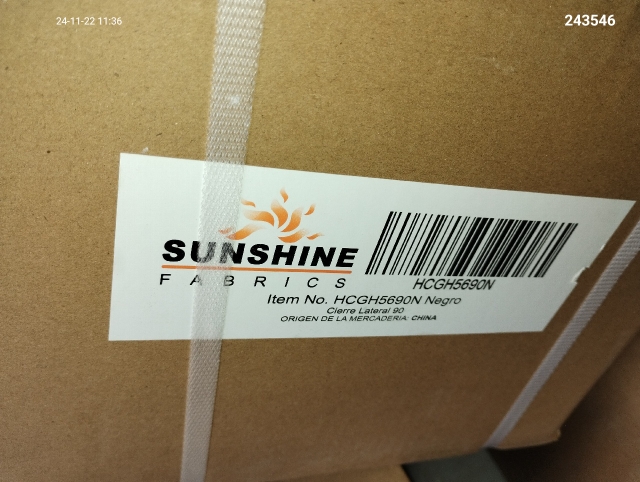 24-11-22 11:36
243546
SUNSHINE
FABRICS
HCGH5690N
Item No. HCGH5690N Negro
Cierre Lateral 90
ORIGEN DE LA MERCADERIA: CHINA